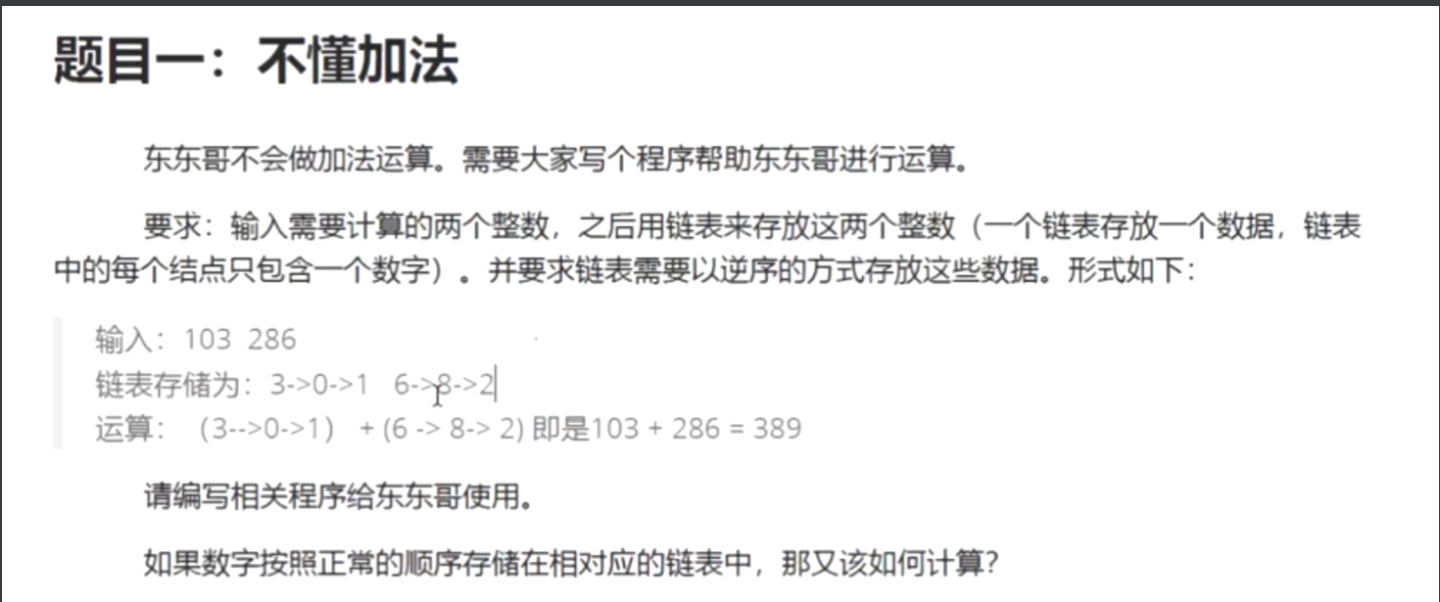 题目一：不懂加法
东东哥不会做加法运算。需要大家写个程序帮助东东哥进行运算。
要求：输入需要计算的两个整数，之后用链表来存放这两个整数（一个链表存放一个数据，链表
中的每个结点只包含一个数字）。并要求链表需要以逆序的方式存放这些数据。形式如下：
输入：103 286
链表存储为：3->0->1 6->8->2
运算：（3-->0->1） + (6 -> 8-> 2) 即是103 + 286 = 389
请编写相关程序给东东哥使用。
如果数字按照正常的顺序存储在相对应的链表中，那又该如何计算？